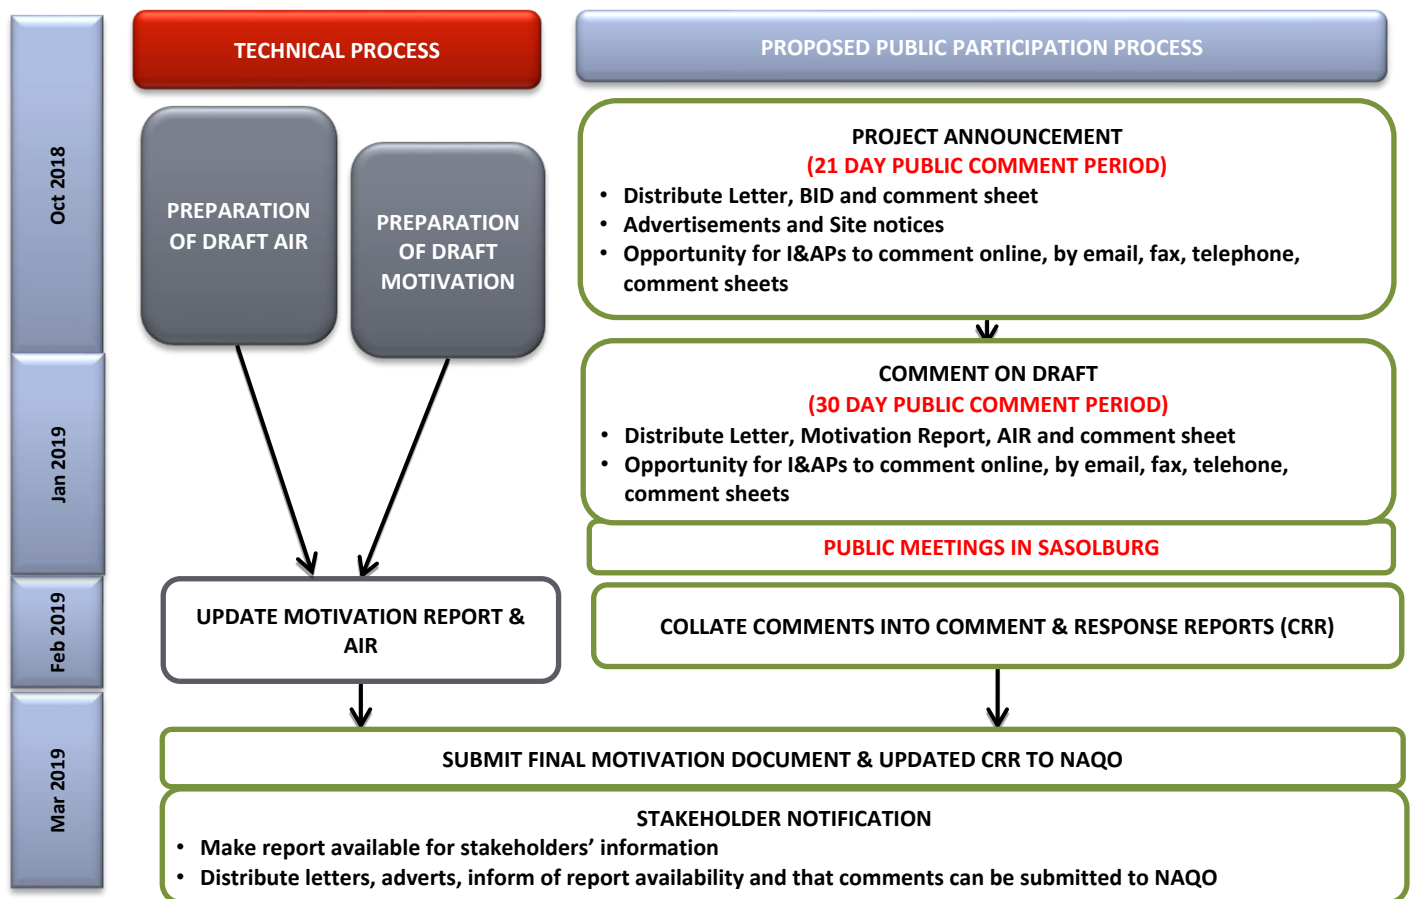 TECHNICAL PROCESS
PROPOSED PUBLIC PARTICIPATION PROCESS
Oct 2018
PREPARATION
OF DRAFT AIR
PREPARATION
OF DRAFT
MOTIVATION
PROJECT ANNOUNCEMENT
(21 DAY PUBLIC COMMENT PERIOD)
• Distribute Letter, BID and comment sheet
• Advertisements and Site notices
• Opportunity for I&APs to comment online, by email, fax, telephone,
comment sheets
Jan 2019
COMMENT ON DRAFT
(30 DAY PUBLIC COMMENT PERIOD)
• Distribute Letter, Motivation Report, AIR and comment sheet
• Opportunity for I&APs to comment online, by email, fax, telehone,
comment sheets
PUBLIC MEETINGS IN SASOLBURG
Feb 2019
UPDATE MOTIVATION REPORT &
AIR
COLLATE COMMENTS INTO COMMENT & RESPONSE REPORTS (CRR)
Mar 2019
SUBMIT FINAL MOTIVATION DOCUMENT & UPDATED CRR TO NAQO
STAKEHOLDER NOTIFICATION
• Make report available for stakeholders’ information
• Distribute letters, adverts, inform of report availability and that comments can be submitted to NAQO